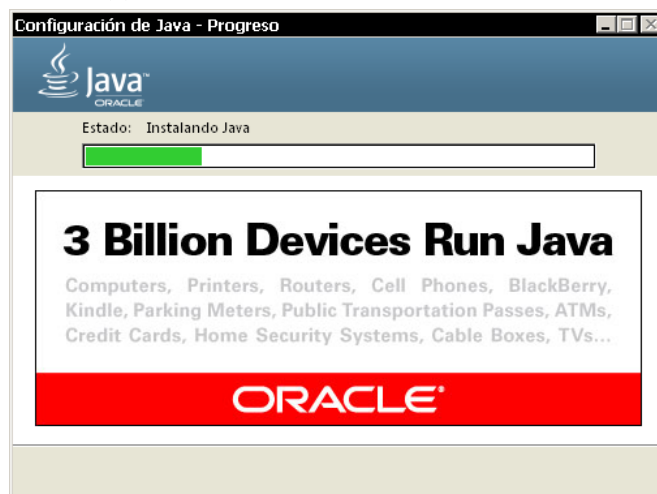 Configuración de Java - Progreso
Java™
ORACLE
Estado: Instalando Java
3 Billion Devices Run Java
Computers, Printers, Routers, Cell Phones, BlackBerry,
Kindle, Parking Meters, Public Transportation Passes, ATMs,
Credit Cards, Home Security Systems, Cable Boxes, TVs...
ORACLE®